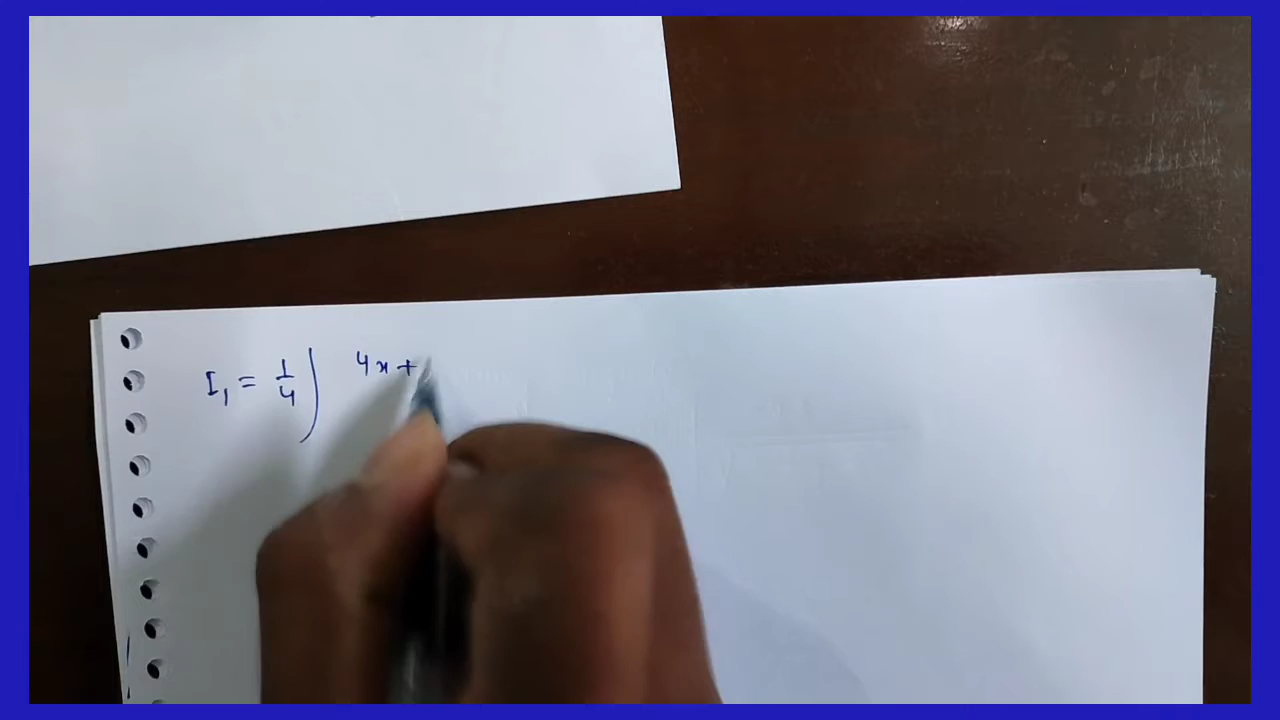 I₁ = 1/4 ∫ 4x+